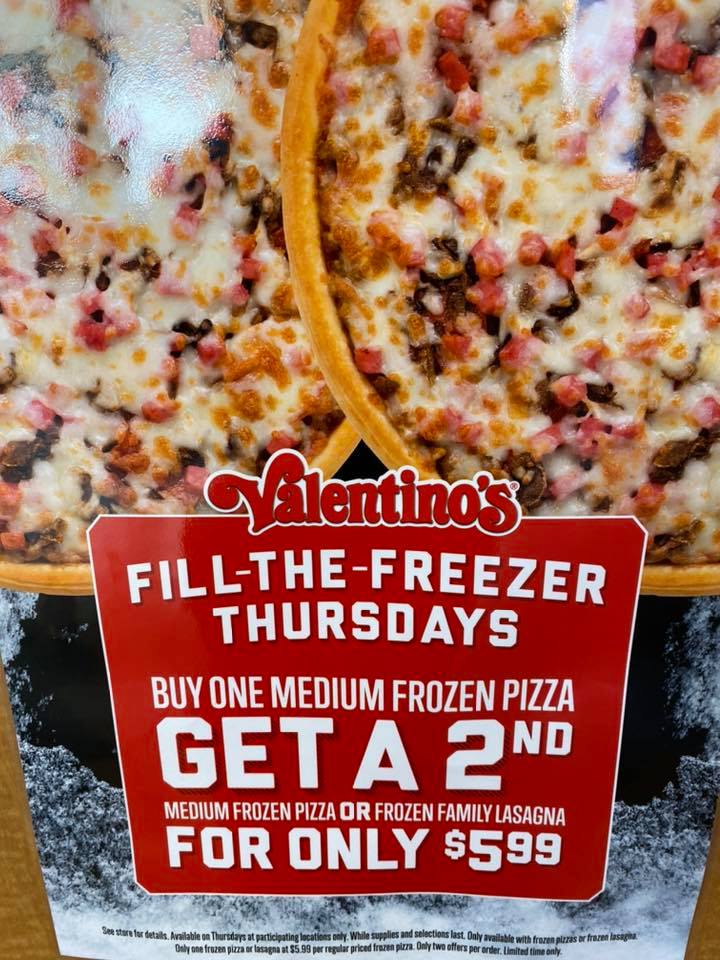 Valentino's®
FILL-THE-FREEZER
THURSDAYS
BUY ONE MEDIUM FROZEN PIZZA
GET A 2ND
MEDIUM FROZEN PIZZA OR FROZEN FAMILY LASAGNA
FOR ONLY $5.99
See store for details. Available on Thursdays at participating locations only. While supplies and selections last. Only available with frozen pizzas or frozen lasagna.
Only one frozen pizza or lasagna at $5.99 per regular priced frozen pizza. Only two offers per order. Limited time only.